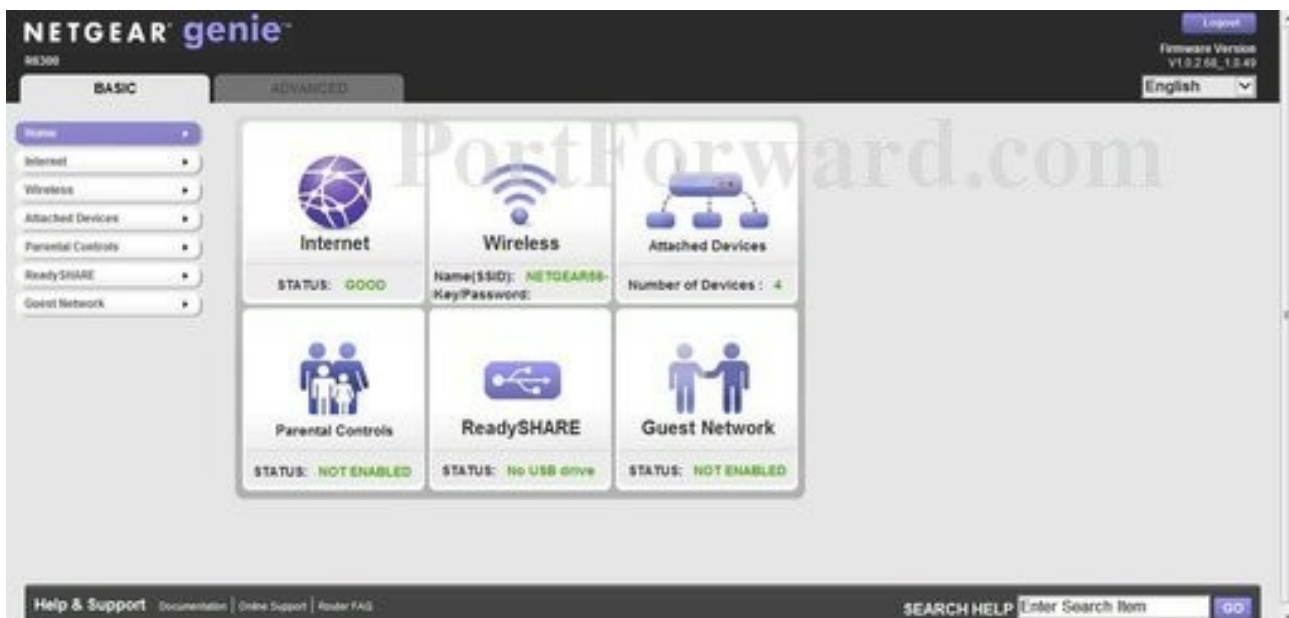 NETGEAR genie
R6300
Logout
Firmware Version
V1.0.2.68_1.0.49
BASIC
ADVANCED
English
PortForward.com
Home
Internet
Wireless
Attached Devices
Parental Controls
ReadySHARE
Guest Network
Internet
STATUS: GOOD
Wireless
Name(SSID): NETGEAR58-
Key/Password:
Attached Devices
Number of Devices : 4
Parental Controls
STATUS: NOT ENABLED
ReadySHARE
STATUS: No USB drive
Guest Network
STATUS: NOT ENABLED
Help & Support Documentation | Online Support | Router FAQ
SEARCH HELP Enter Search Item GO